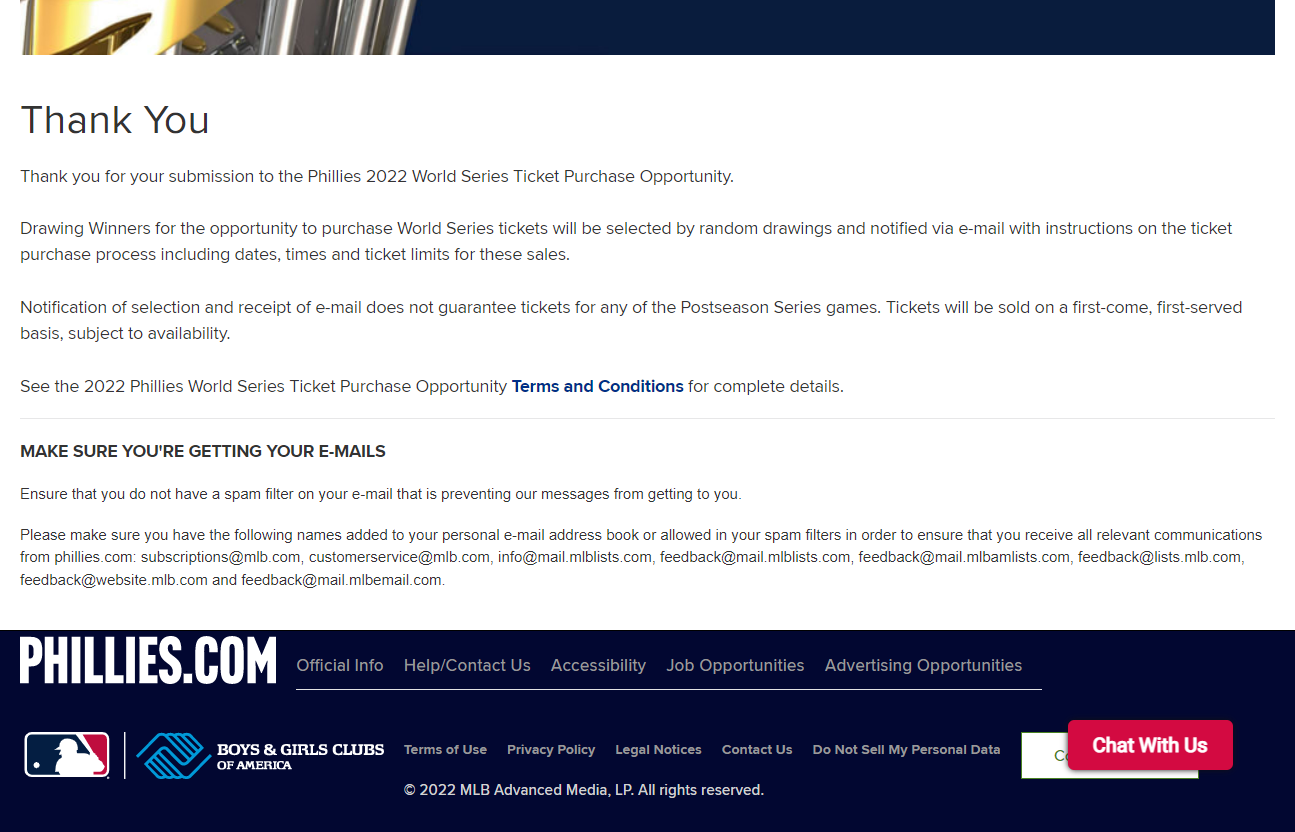 Thank You
Thank you for your submission to the Phillies 2022 World Series Ticket Purchase Opportunity.
Drawing Winners for the opportunity to purchase World Series tickets will be selected by random drawings and notified via e-mail with instructions on the ticket
purchase process including dates, times and ticket limits for these sales.
Notification of selection and receipt of e-mail does not guarantee tickets for any of the Postseason Series games. Tickets will be sold on a first-come, first-served
basis, subject to availability.
See the 2022 Phillies World Series Ticket Purchase Opportunity Terms and Conditions for complete details.
MAKE SURE YOU'RE GETTING YOUR E-MAILS
Ensure that you do not have a spam filter on your e-mail that is preventing our messages from getting to you.
Please make sure you have the following names added to your personal e-mail address book or allowed in your spam filters in order to ensure that you receive all relevant communications
from phillies.com: subscriptions@mlb.com, customerservice@mlb.com, info@mail.mlblists.com, feedback@mail.mlblists.com, feedback@mail.mlbamlists.com, feedback@lists.mlb.com,
feedback@website.mlb.com and feedback@mail.mlbemail.com.
PHILLIES.COM
Official Info Help/Contact Us Accessibility Job Opportunities Advertising Opportunities
BOYS & GIRLS CLUBS
OF AMERICA
Terms of Use Privacy Policy Legal Notices Contact Us Do Not Sell My Personal Data
Chat With Us
© 2022 MLB Advanced Media, LP. All rights reserved.